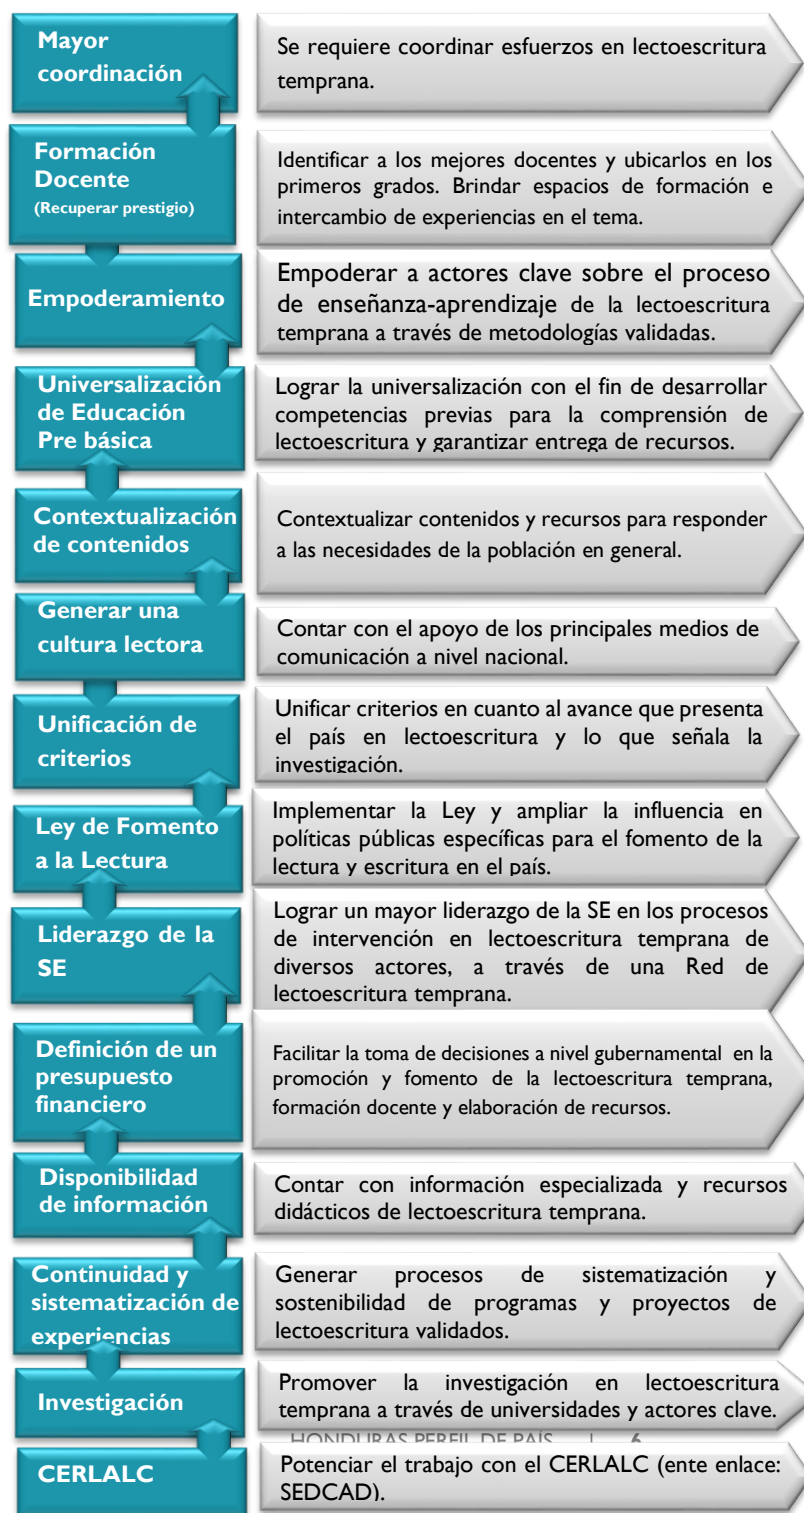 Mayor
coordinación
Se requiere coordinar esfuerzos en lectoescritura
temprana.
Formación
Docente
(Recuperar prestigio)
Identificar a los mejores docentes y ubicarlos en los
primeros grados. Brindar espacios de formación e
intercambio de experiencias en el tema.
Empoderamiento
Empoderar a actores clave sobre el proceso
de enseñanza-aprendizaje de la lectoescritura
temprana a través de metodologías validadas.
Universalización
de Educación
Pre básica
Lograr la universalización con el fin de desarrollar
competencias previas para la comprensión de
lectoescritura y garantizar entrega de recursos.
Contextualización
de contenidos
Contextualizar contenidos y recursos para responder
a las necesidades de la población en general.
Generar una
cultura lectora
Contar con el apoyo de los principales medios de
comunicación a nivel nacional.
Unificación de
criterios
Unificar criterios en cuanto al avance que presenta
el país en lectoescritura y lo que señala la
investigación.
Ley de Fomento
a la Lectura
Implementar la Ley y ampliar la influencia en
políticas públicas específicas para el fomento de la
lectura y escritura en el país.
Liderazgo de la
SE
Lograr un mayor liderazgo de la SE en los procesos
de intervención en lectoescritura temprana de
diversos actores, a través de una Red de
lectoescritura temprana.
Definición de un
presupuesto
financiero
Facilitar la toma de decisiones a nivel gubernamental en la
promoción y fomento de la lectoescritura temprana,
formación docente y elaboración de recursos.
Disponibilidad
de información
Contar con información especializada y recursos
didácticos de lectoescritura temprana.
Continuidad y
sistematización de
experiencias
Generar procesos de sistematización y
sostenibilidad de programas y proyectos de
lectoescritura validados.
Investigación
Promover la investigación en lectoescritura
temprana a través de universidades y actores clave.
HONDURAS PERFIL DE PAÍS | 6
CERLALC
Potenciar el trabajo con el CERLALC (ente enlace:
SEDCAD).